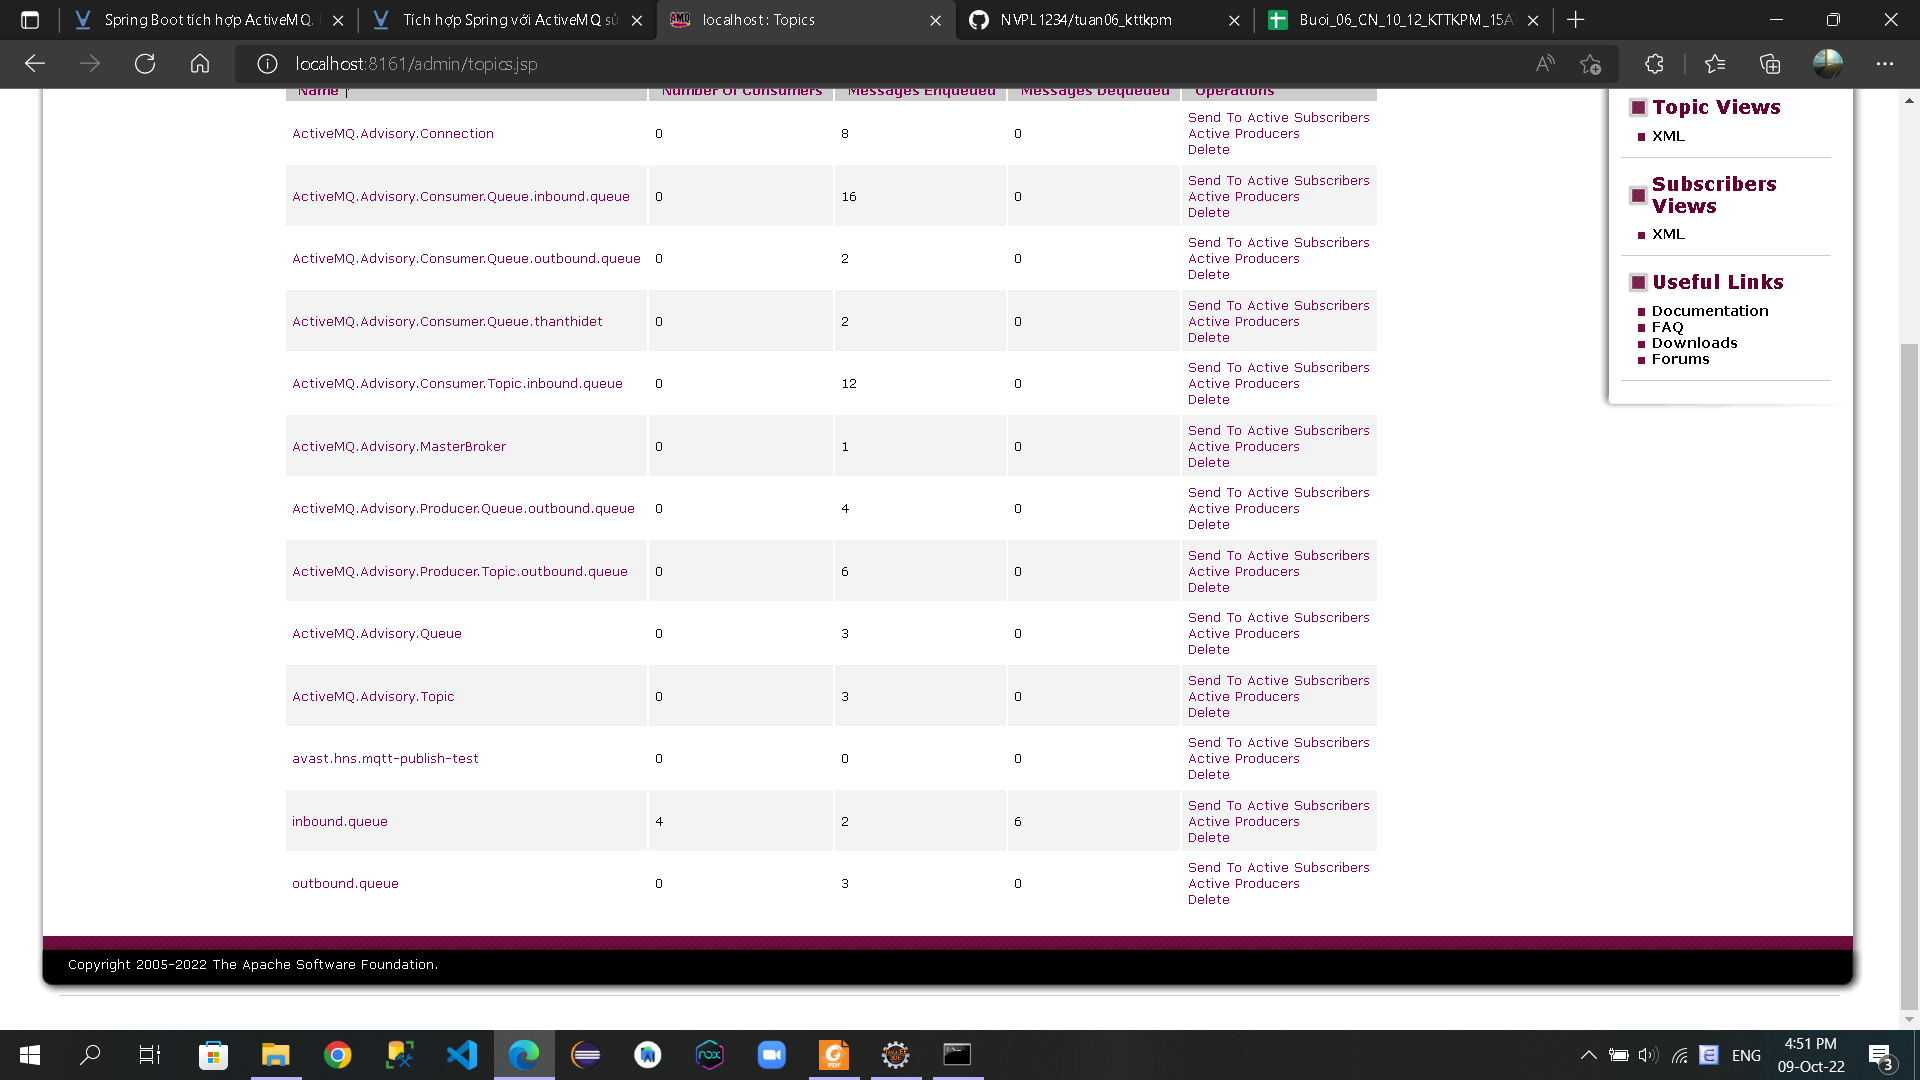 Spring Boot tích hợp ActiveMQ.
Tích hợp Spring với ActiveMQ sử
localhost : Topics
NVPL1234/tuan06_kttkpm
Buoi_06_CN_10_12_KTTKPM_15A
localhost:8161/admin/topics.jsp
Name ↑ Number Of Consumers Messages Enqueued Messages Dequeued Operations
ActiveMQ.Advisory.Connection 0 8 0 Send To Active Subscribers
Active Producers
Delete
ActiveMQ.Advisory.Consumer.Queue.inbound.queue 0 16 0 Send To Active Subscribers
Active Producers
Delete
ActiveMQ.Advisory.Consumer.Queue.outbound.queue 0 2 0 Send To Active Subscribers
Active Producers
Delete
ActiveMQ.Advisory.Consumer.Queue.thanthidet 0 2 0 Send To Active Subscribers
Active Producers
Delete
ActiveMQ.Advisory.Consumer.Topic.inbound.queue 0 12 0 Send To Active Subscribers
Active Producers
Delete
ActiveMQ.Advisory.MasterBroker 0 1 0 Send To Active Subscribers
Active Producers
Delete
ActiveMQ.Advisory.Producer.Queue.outbound.queue 0 4 0 Send To Active Subscribers
Active Producers
Delete
ActiveMQ.Advisory.Producer.Topic.outbound.queue 0 6 0 Send To Active Subscribers
Active Producers
Delete
ActiveMQ.Advisory.Queue 0 3 0 Send To Active Subscribers
Active Producers
Delete
ActiveMQ.Advisory.Topic 0 3 0 Send To Active Subscribers
Active Producers
Delete
avast.hns.mqtt-publish-test 0 0 0 Send To Active Subscribers
Active Producers
Delete
inbound.queue 4 2 6 Send To Active Subscribers
Active Producers
Delete
outbound.queue 0 3 0 Send To Active Subscribers
Active Producers
Delete
Topic Views
XML
Subscribers
Views
XML
Useful Links
Documentation
FAQ
Downloads
Forums
Copyright 2005-2022 The Apache Software Foundation.
ENG
4:51 PM
09-Oct-22
3